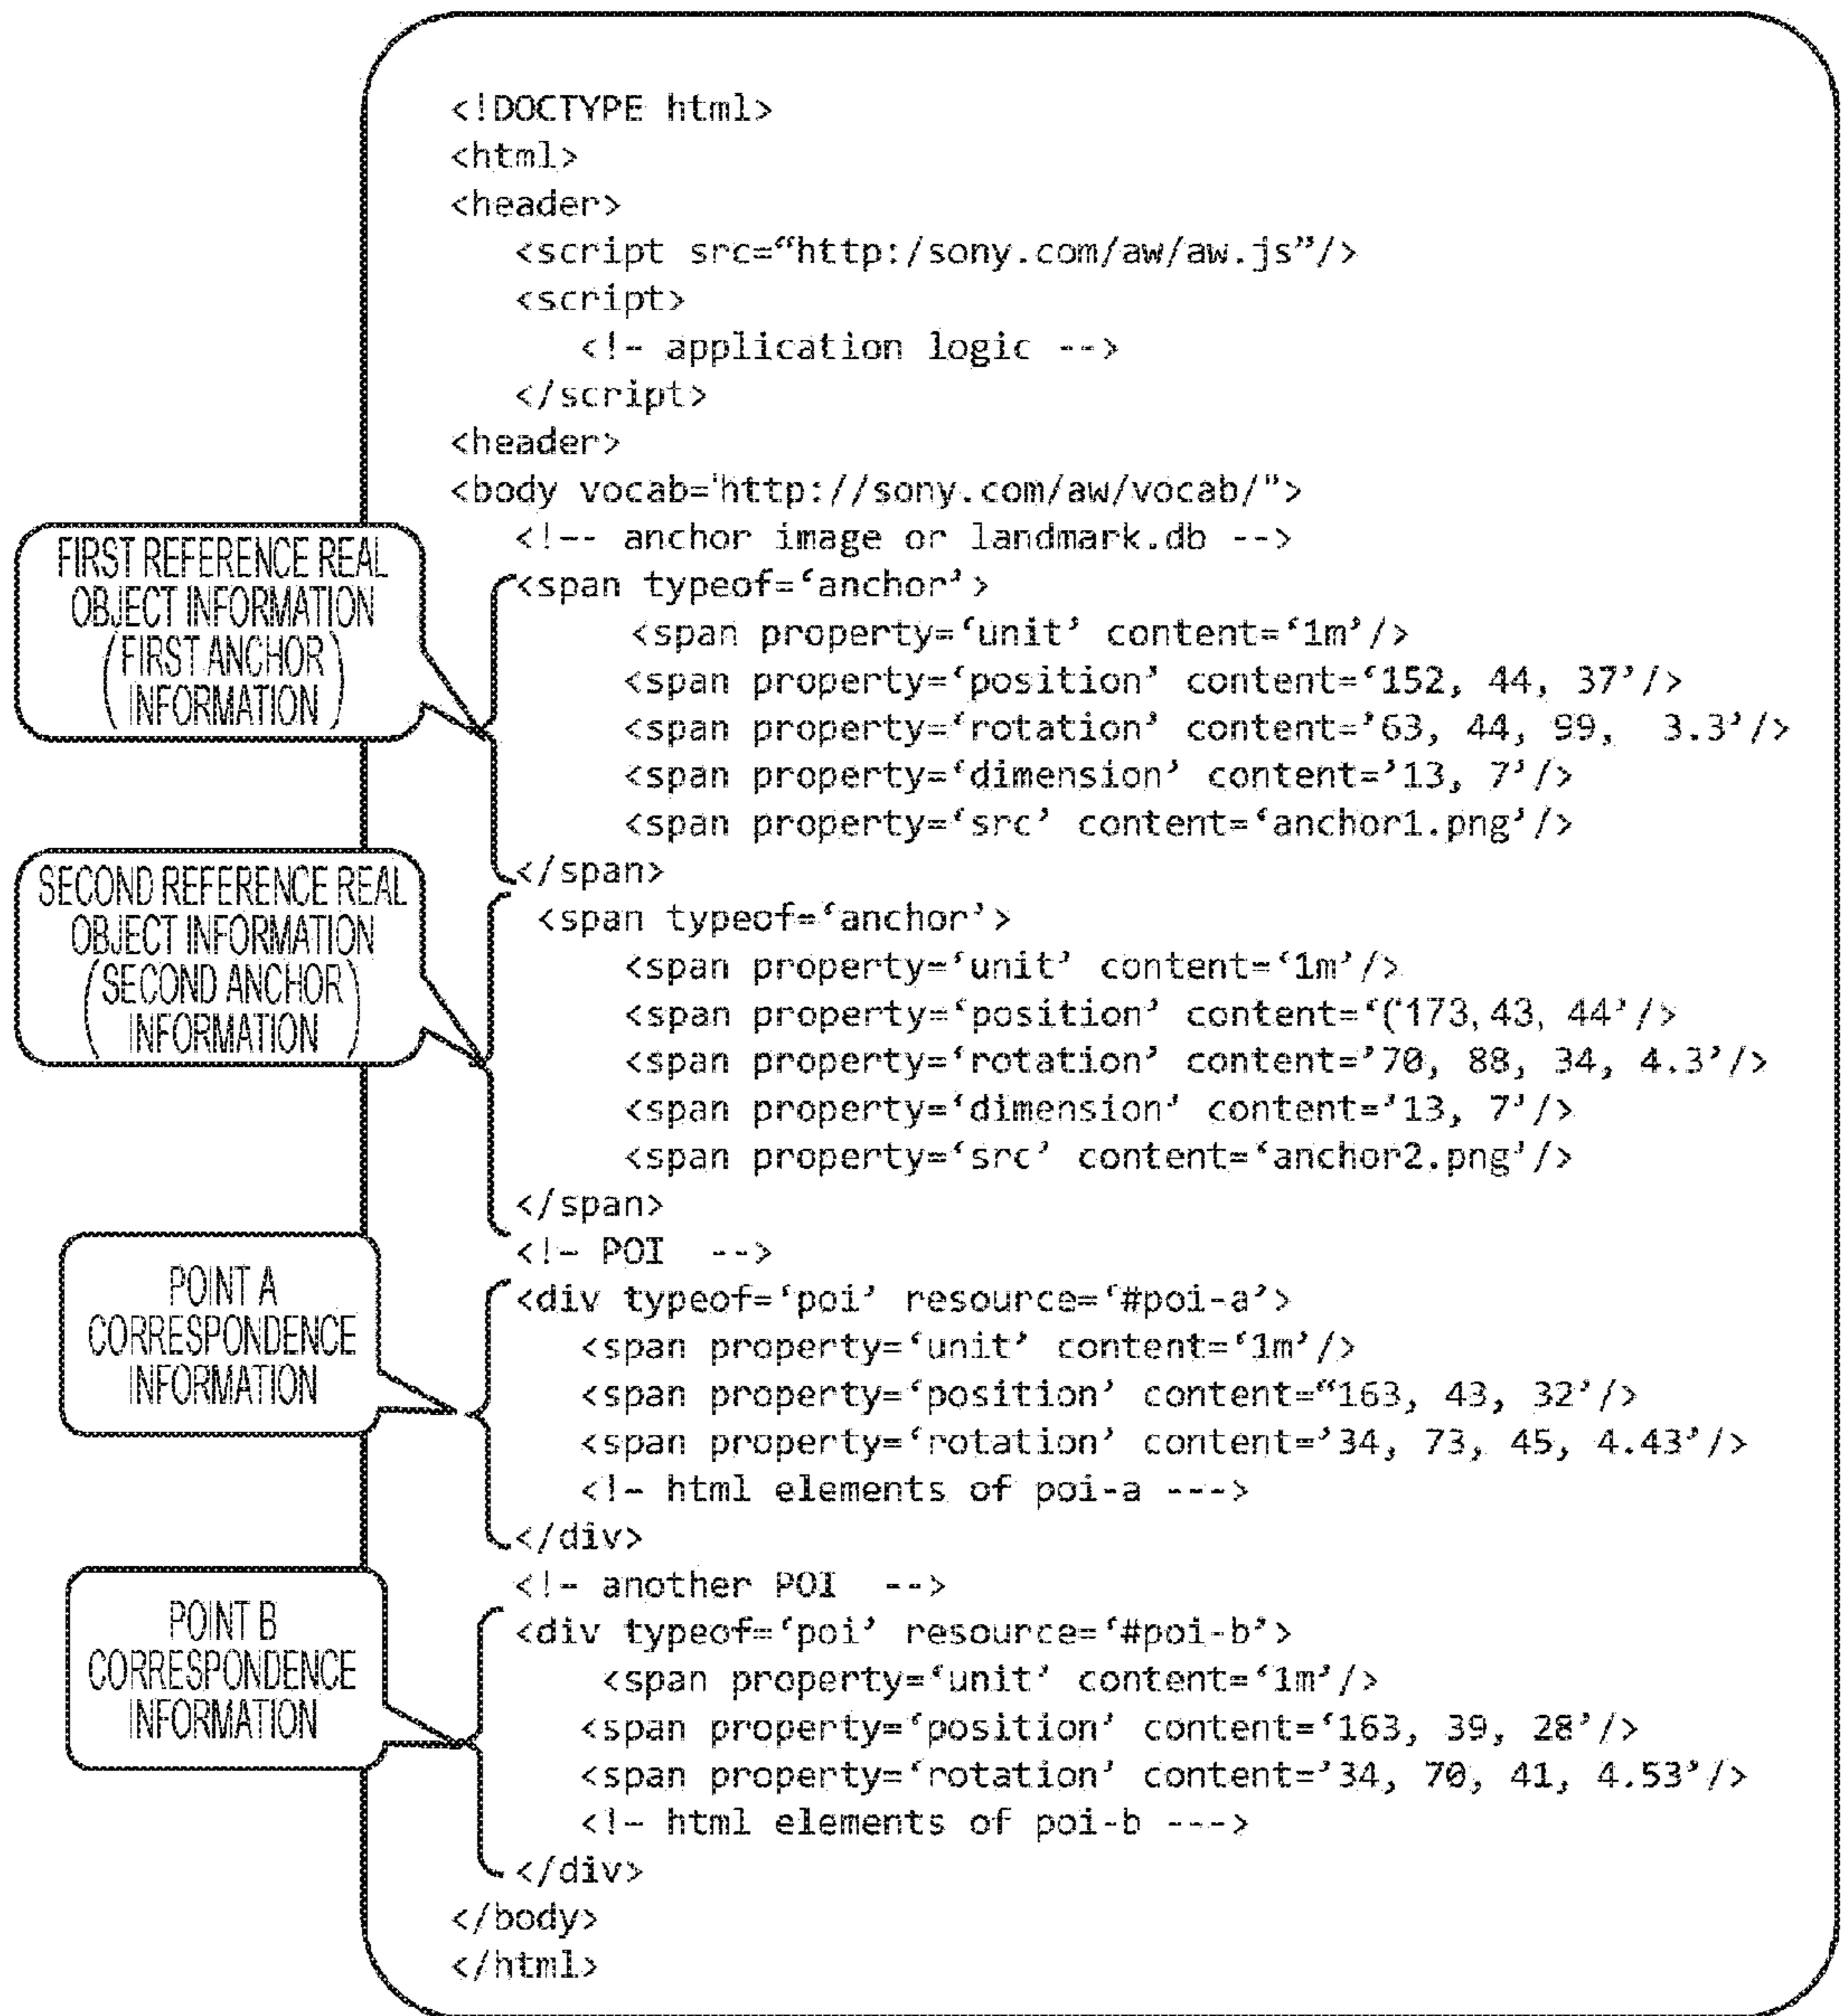 <!DOCTYPE html>
<html>
<header>
<script src=“http:/sony.com/aw/aw.js”/>
<script>
<!- application logic -->
</script>
<header>
<body vocab='http://sony.com/aw/vocab/">
<!-- anchor image or landmark.db -->
FIRST REFERENCE REAL
OBJECT INFORMATION
(FIRST ANCHOR
INFORMATION)
<span typeof=‘anchor’>
<span property=‘unit’ content=‘1m’/>
<span property=‘position’ content=‘152, 44, 37’/>
<span property=‘rotation’ content=’63, 44, 99,  3.3’/>
<span property=‘dimension’ content=’13, 7’/>
<span property=‘src’ content=‘anchor1.png’/>
</span>
SECOND REFERENCE REAL
OBJECT INFORMATION
(SECOND ANCHOR
INFORMATION)
<span typeof=‘anchor’>
<span property=‘unit’ content=‘1m’/>
<span property=‘position’ content=‘(‘173, 43, 44’/>
<span property=‘rotation’ content=’70, 88, 34, 4.3’/>
<span property=‘dimension’ content=’13, 7’/>
<span property=‘src’ content=‘anchor2.png’/>
</span>
<!- POI  -->
POINT A
CORRESPONDENCE
INFORMATION
<div typeof=‘poi’ resource=‘#poi-a’>
<span property=‘unit’ content=‘1m’/>
<span property=‘position’ content=“163, 43, 32’/>
<span property=‘rotation’ content=’34, 73, 45, 4.43’/>
<!- html elements of poi-a --->
</div>
<!- another POI  -->
POINT B
CORRESPONDENCE
INFORMATION
<div typeof=‘poi’ resource=‘#poi-b’>
<span property=‘unit’ content=‘1m’/>
<span property=‘position’ content=‘163, 39, 28’/>
<span property=‘rotation’ content=’34, 70, 41, 4.53’/>
<!- html elements of poi-b --->
</div>
</body>
</html>